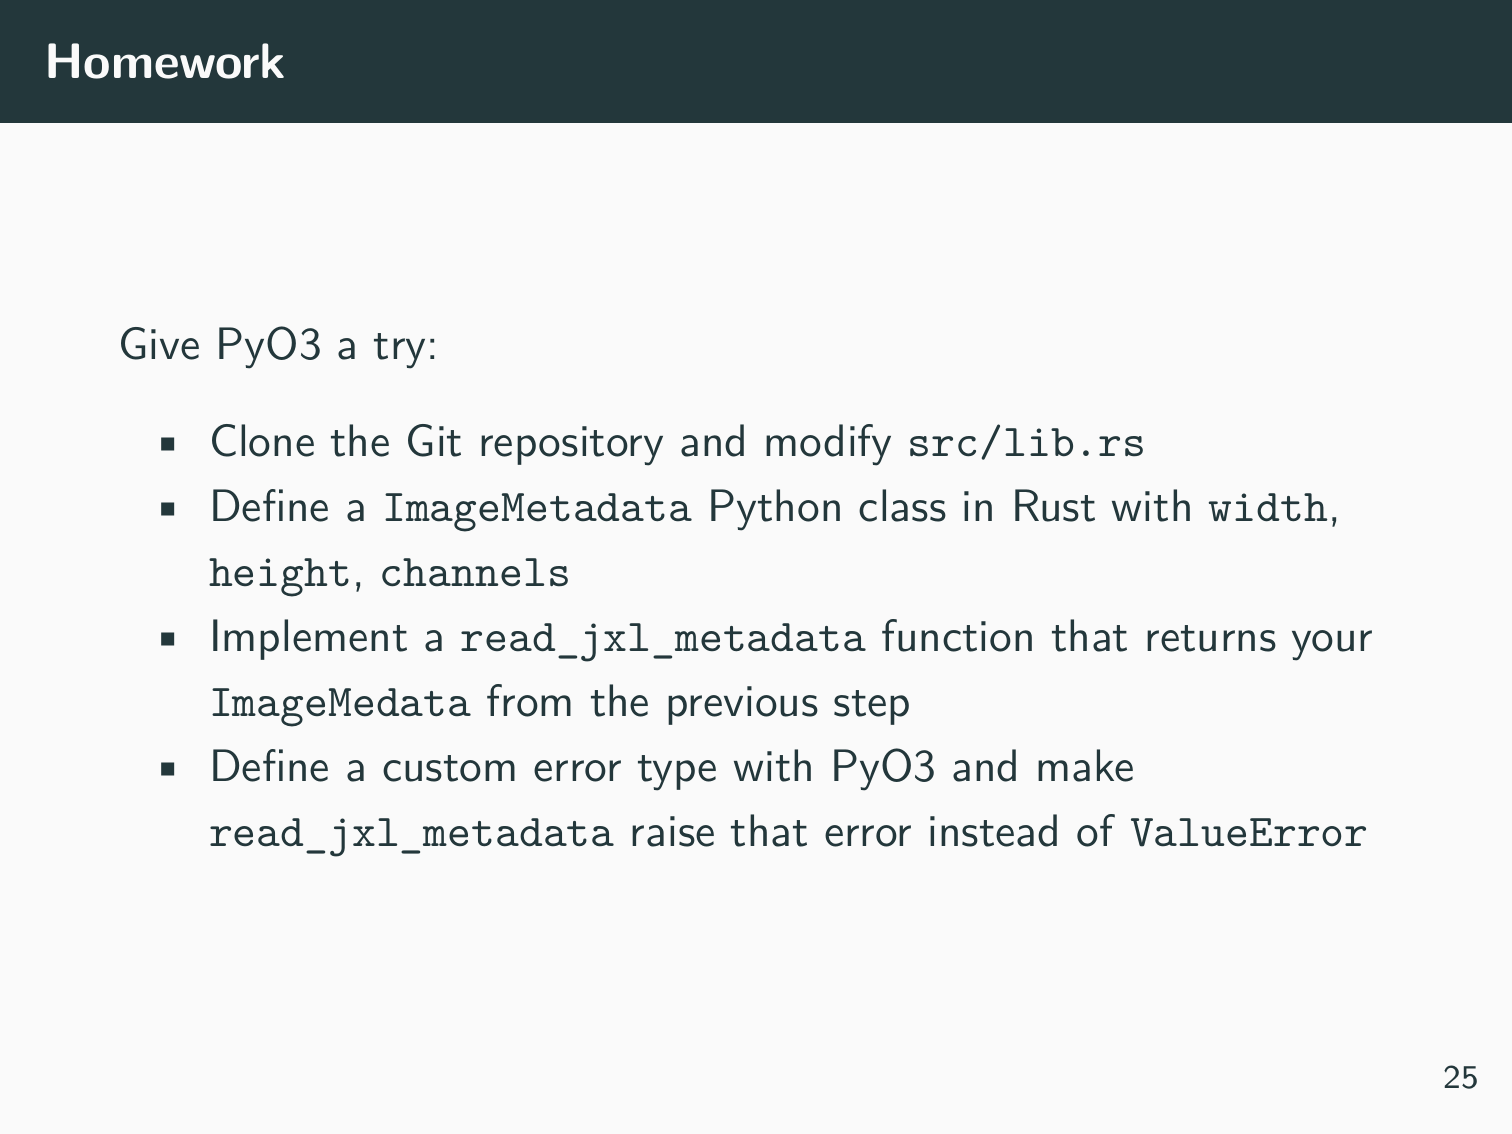 Homework
Give PyO3 a try:
▪ Clone the Git repository and modify src/lib.rs
▪ Define a ImageMetadata Python class in Rust with width,
height, channels
▪ Implement a read_jxl_metadata function that returns your
ImageMedata from the previous step
▪ Define a custom error type with PyO3 and make
read_jxl_metadata raise that error instead of ValueError
25